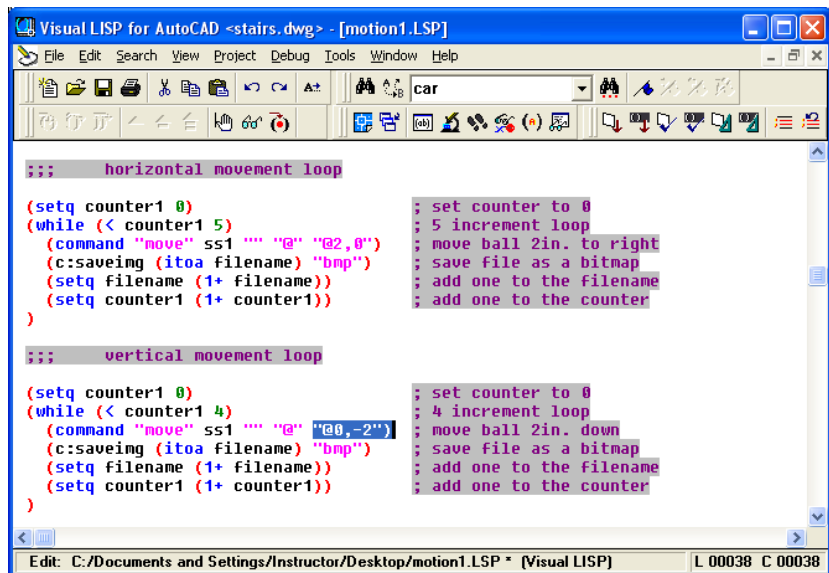 Visual LISP for AutoCAD <stairs.dwg> - [motion1.LSP]
File Edit Search View Project Debug Tools Window Help
car
;;; horizontal movement loop
(setq counter1 0) ; set counter to 0
(while (< counter1 5) ; 5 increment loop
(command "move" ss1 "" "@" "@2,0") ; move ball 2in. to right
(c:saveimg (itoa filename) "bmp") ; save file as a bitmap
(setq filename (1+ filename)) ; add one to the filename
(setq counter1 (1+ counter1)) ; add one to the counter
)
;;; vertical movement loop
(setq counter1 0) ; set counter to 0
(while (< counter1 4) ; 4 increment loop
(command "move" ss1 "" "@" "@0,-2") ; move ball 2in. down
(c:saveimg (itoa filename) "bmp") ; save file as a bitmap
(setq filename (1+ filename)) ; add one to the filename
(setq counter1 (1+ counter1)) ; add one to the counter
)
Edit: C:/Documents and Settings/Instructor/Desktop/motion1.LSP * (Visual LISP) L 00038 C 00038